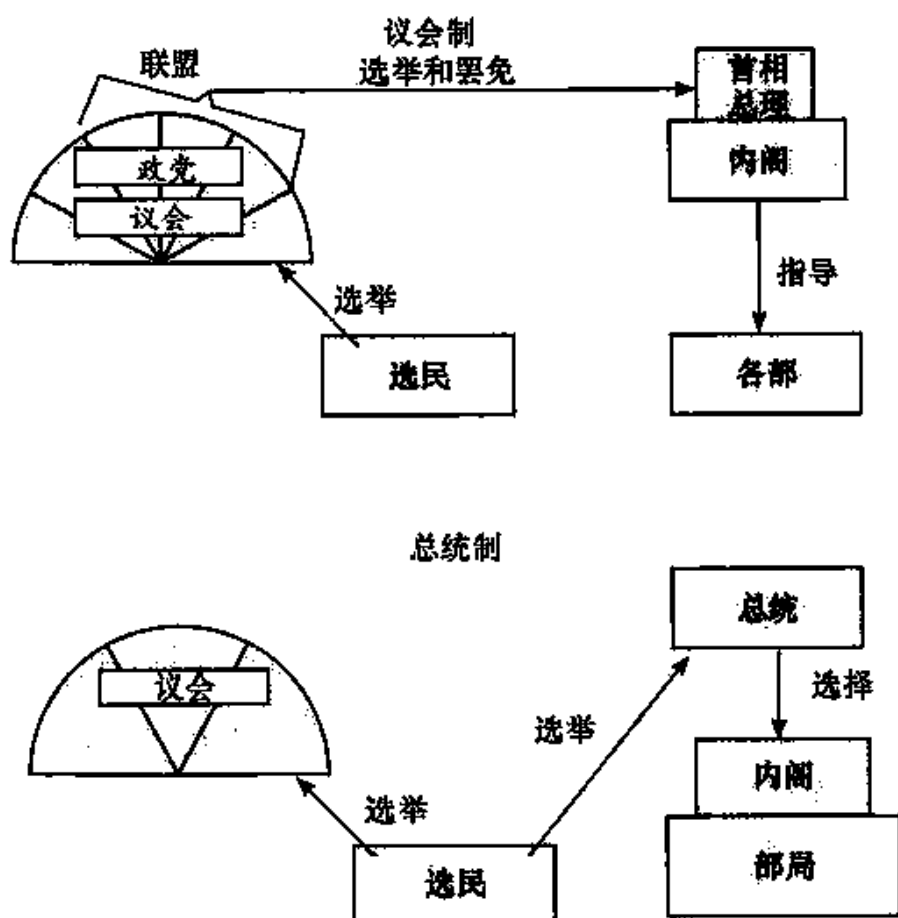 议会制
联盟
选举和罢免
首相
总理
内阁
政党
议会
指导
选举
选民
各部
总统制
总统
议会
选择
选举
内阁
选举
部局
选民